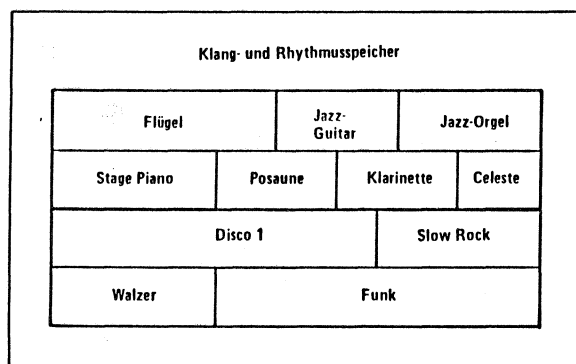 Klang- und Rhythmusspeicher
Flügel
Jazz-
Guitar
Jazz-Orgel
Stage Piano
Posaune
Klarinette
Celeste
Disco 1
Slow Rock
Walzer
Funk